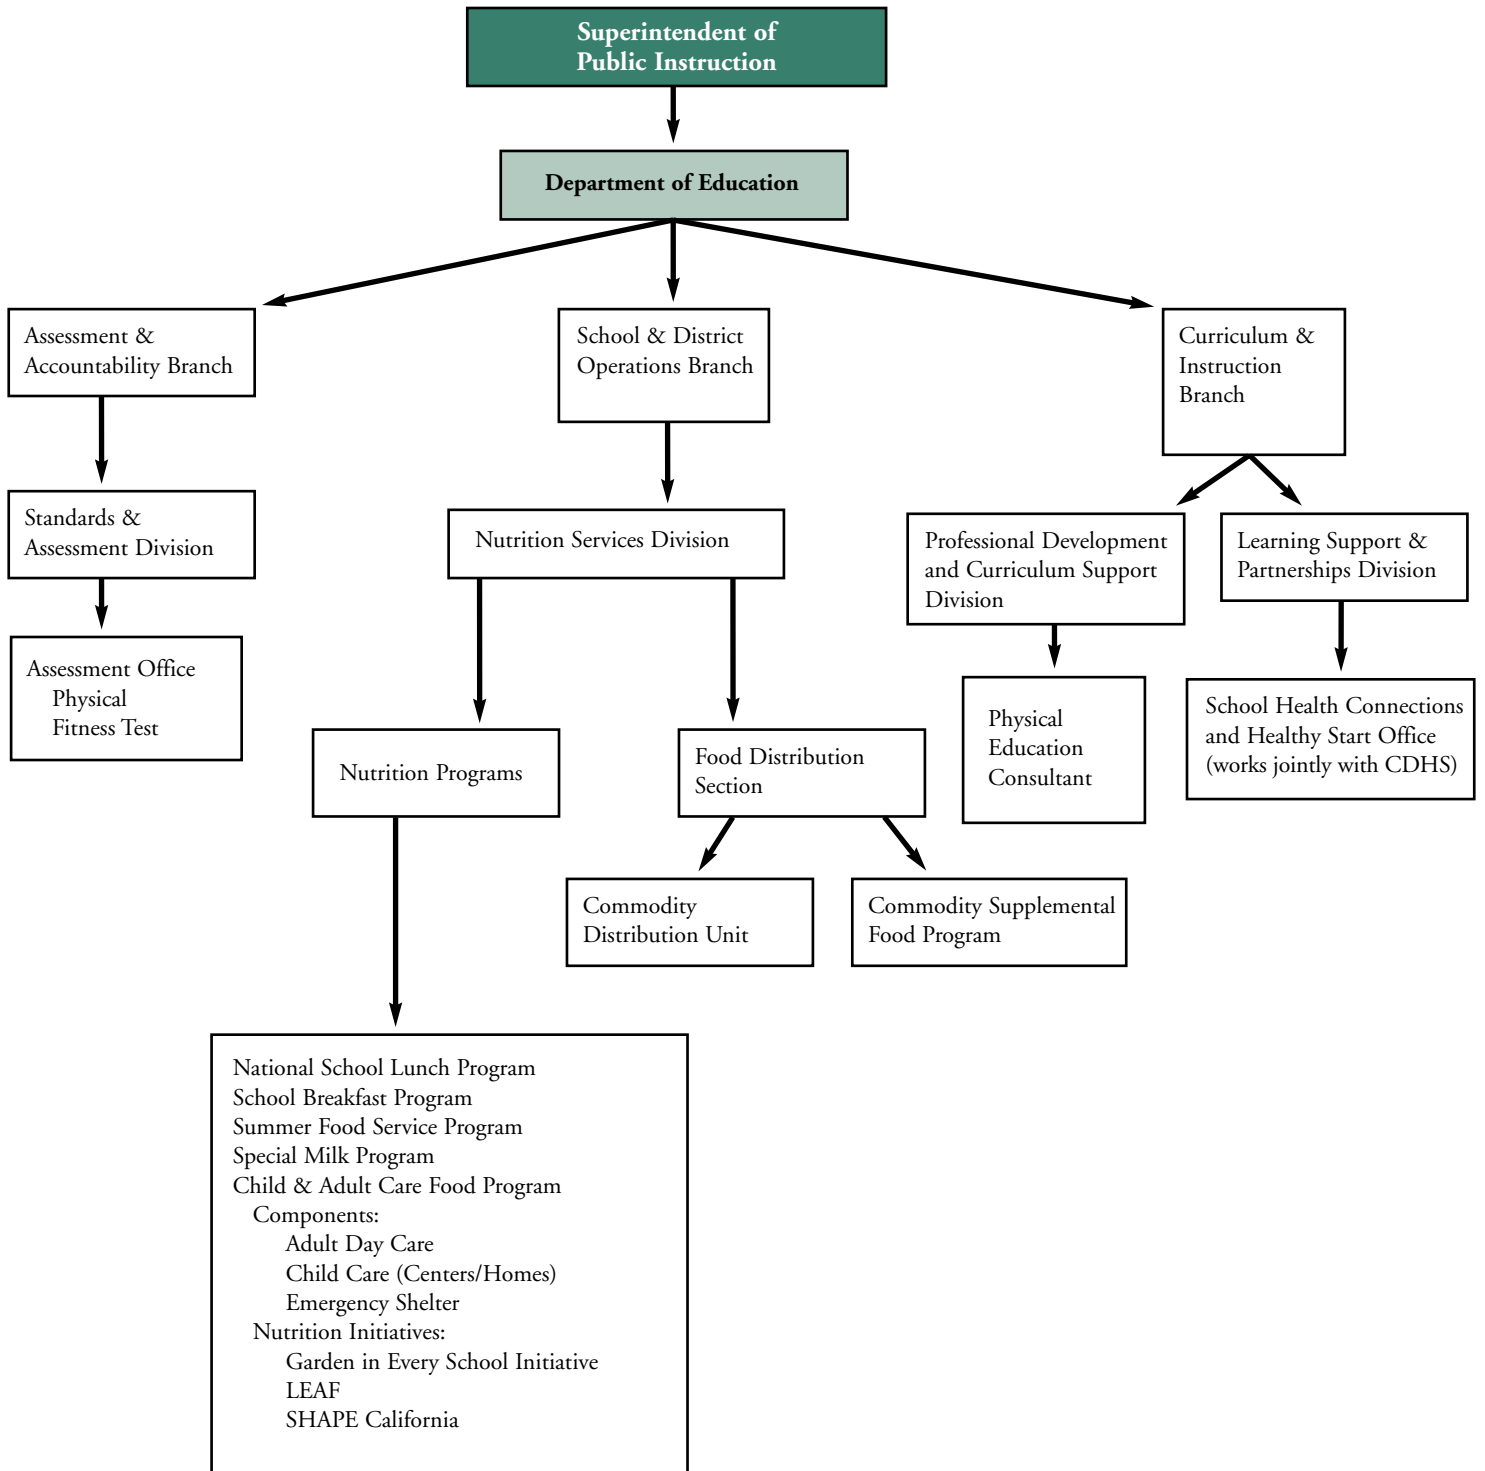 Superintendent of
Public Instruction
Department of Education
Assessment &
Accountability Branch
School & District
Operations Branch
Curriculum &
Instruction
Branch
Standards &
Assessment Division
Nutrition Services Division
Professional Development
and Curriculum Support
Division
Learning Support &
Partnerships Division
Assessment Office
Physical
Fitness Test
Nutrition Programs
Food Distribution
Section
Physical
Education
Consultant
School Health Connections
and Healthy Start Office
(works jointly with CDHS)
Commodity
Distribution Unit
Commodity Supplemental
Food Program
National School Lunch Program
School Breakfast Program
Summer Food Service Program
Special Milk Program
Child & Adult Care Food Program
Components:
Adult Day Care
Child Care (Centers/Homes)
Emergency Shelter
Nutrition Initiatives:
Garden in Every School Initiative
LEAF
SHAPE California